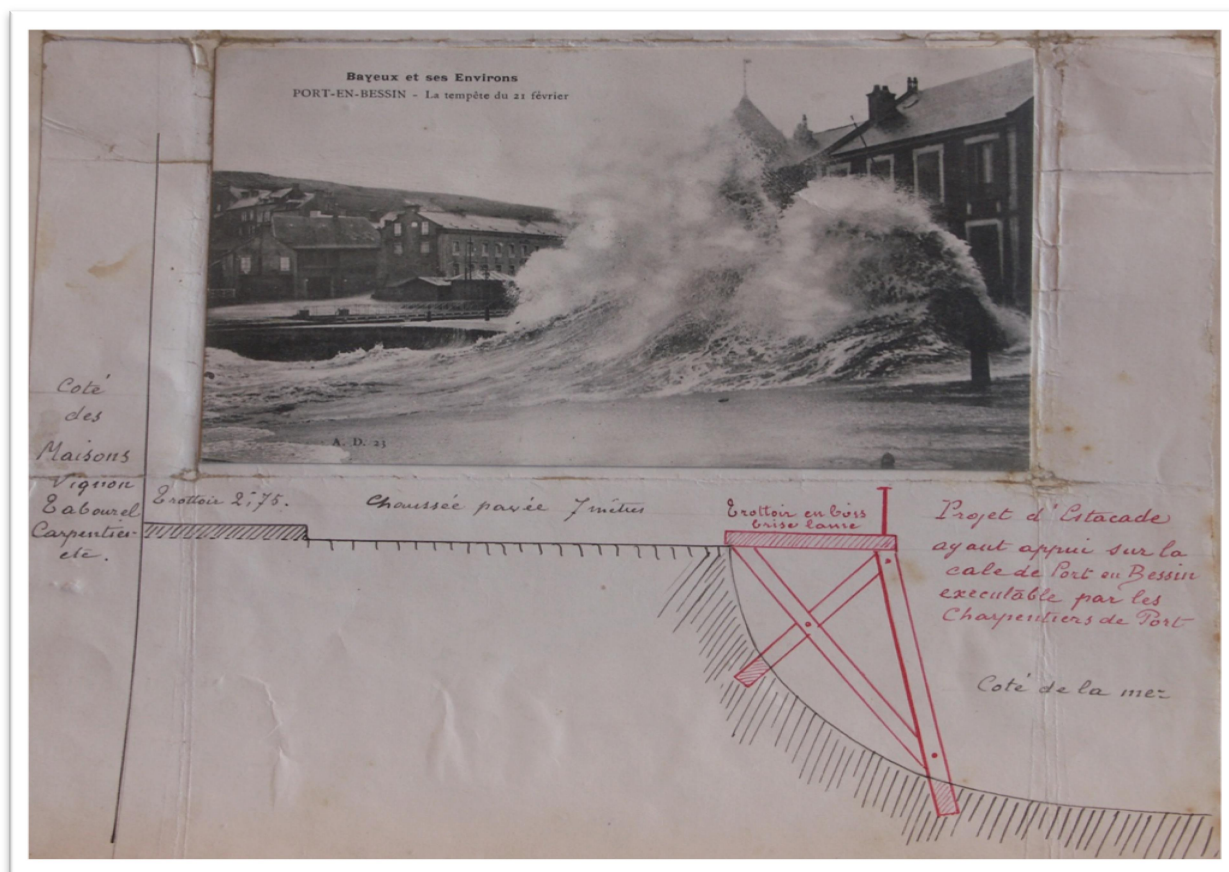 Bayeux et ses Environs
PORT-EN-BESSIN - La tempête du 21 février
A. D. 23
Coté
des
Maisons
Vignon
Tabourel
Carpentier
etc.
Trottoir 2,75.
Chaussée pavée 7 mètres
Trottoir en bois
brise lame
Projet d'Estacade
ayant appui sur la
cale de Port en Bessin
executable par les
Charpentiers de Port
Coté de la mer